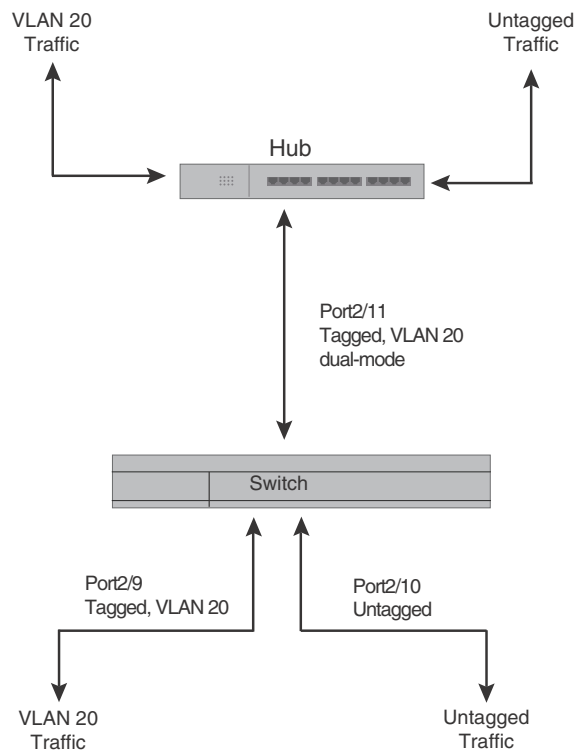 VLAN 20
Traffic
Untagged
Traffic
Hub
Port2/11
Tagged, VLAN 20
dual-mode
Switch
Port2/9
Tagged, VLAN 20
Port2/10
Untagged
VLAN 20
Traffic
Untagged
Traffic